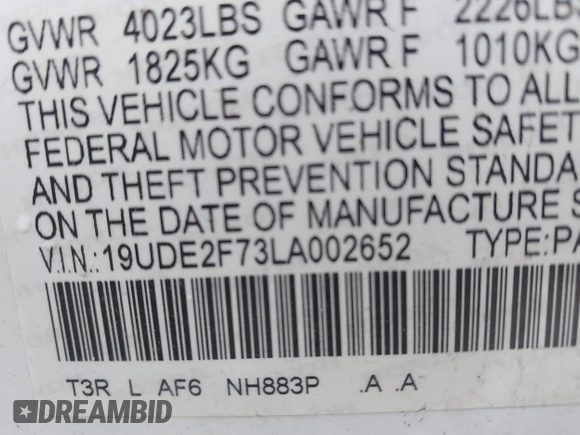 GVWR 4023LBS GAWR F 2226LBS
GVWR 1825KG GAWR F 1010KG
THIS VEHICLE CONFORMS TO ALL
FEDERAL MOTOR VEHICLE SAFET
AND THEFT PREVENTION STANDA
ON THE DATE OF MANUFACTURE S
V.I.N.: 19UDE2F73LA002652 TYPE:PA
T3R L AF6 NH883P .A .A
DREAMBID